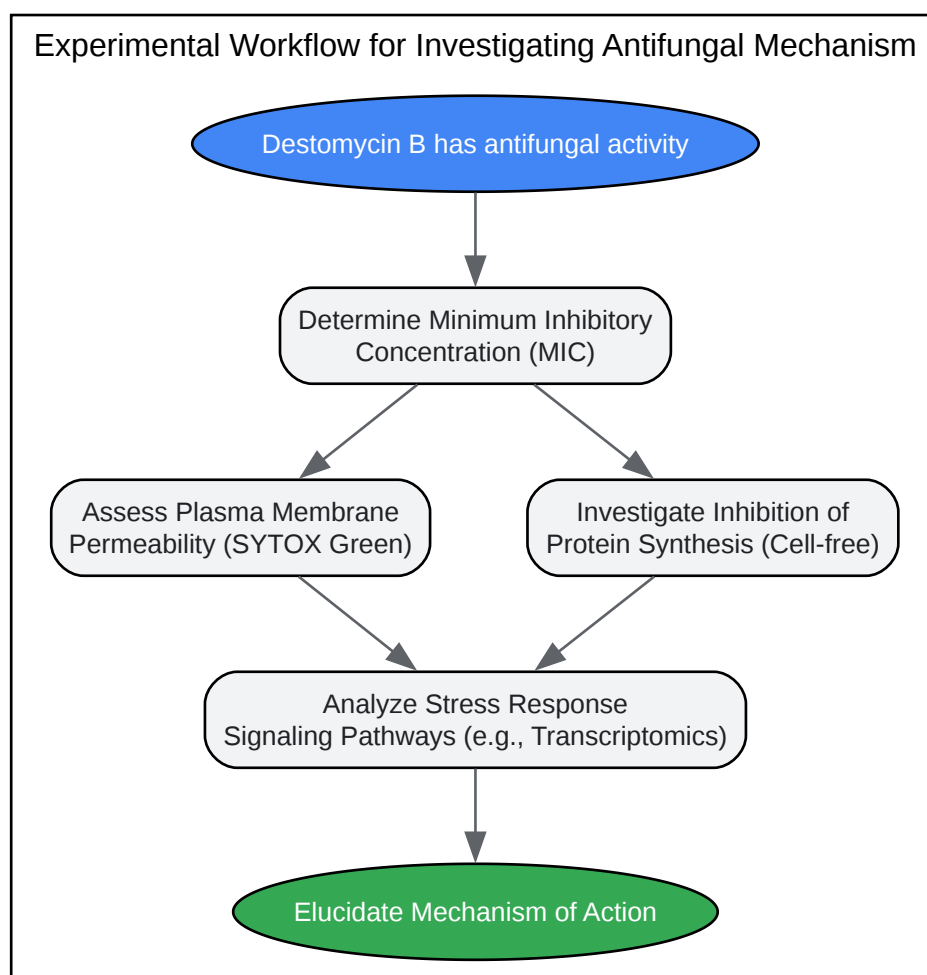 Experimental Workflow for Investigating Antifungal Mechanism
Destomycin B has antifungal activity
Determine Minimum Inhibitory
Concentration (MIC)
Assess Plasma Membrane
Permeability (SYTOX Green)
Investigate Inhibition of
Protein Synthesis (Cell-free)
Analyze Stress Response
Signaling Pathways (e.g., Transcriptomics)
Elucidate Mechanism of Action